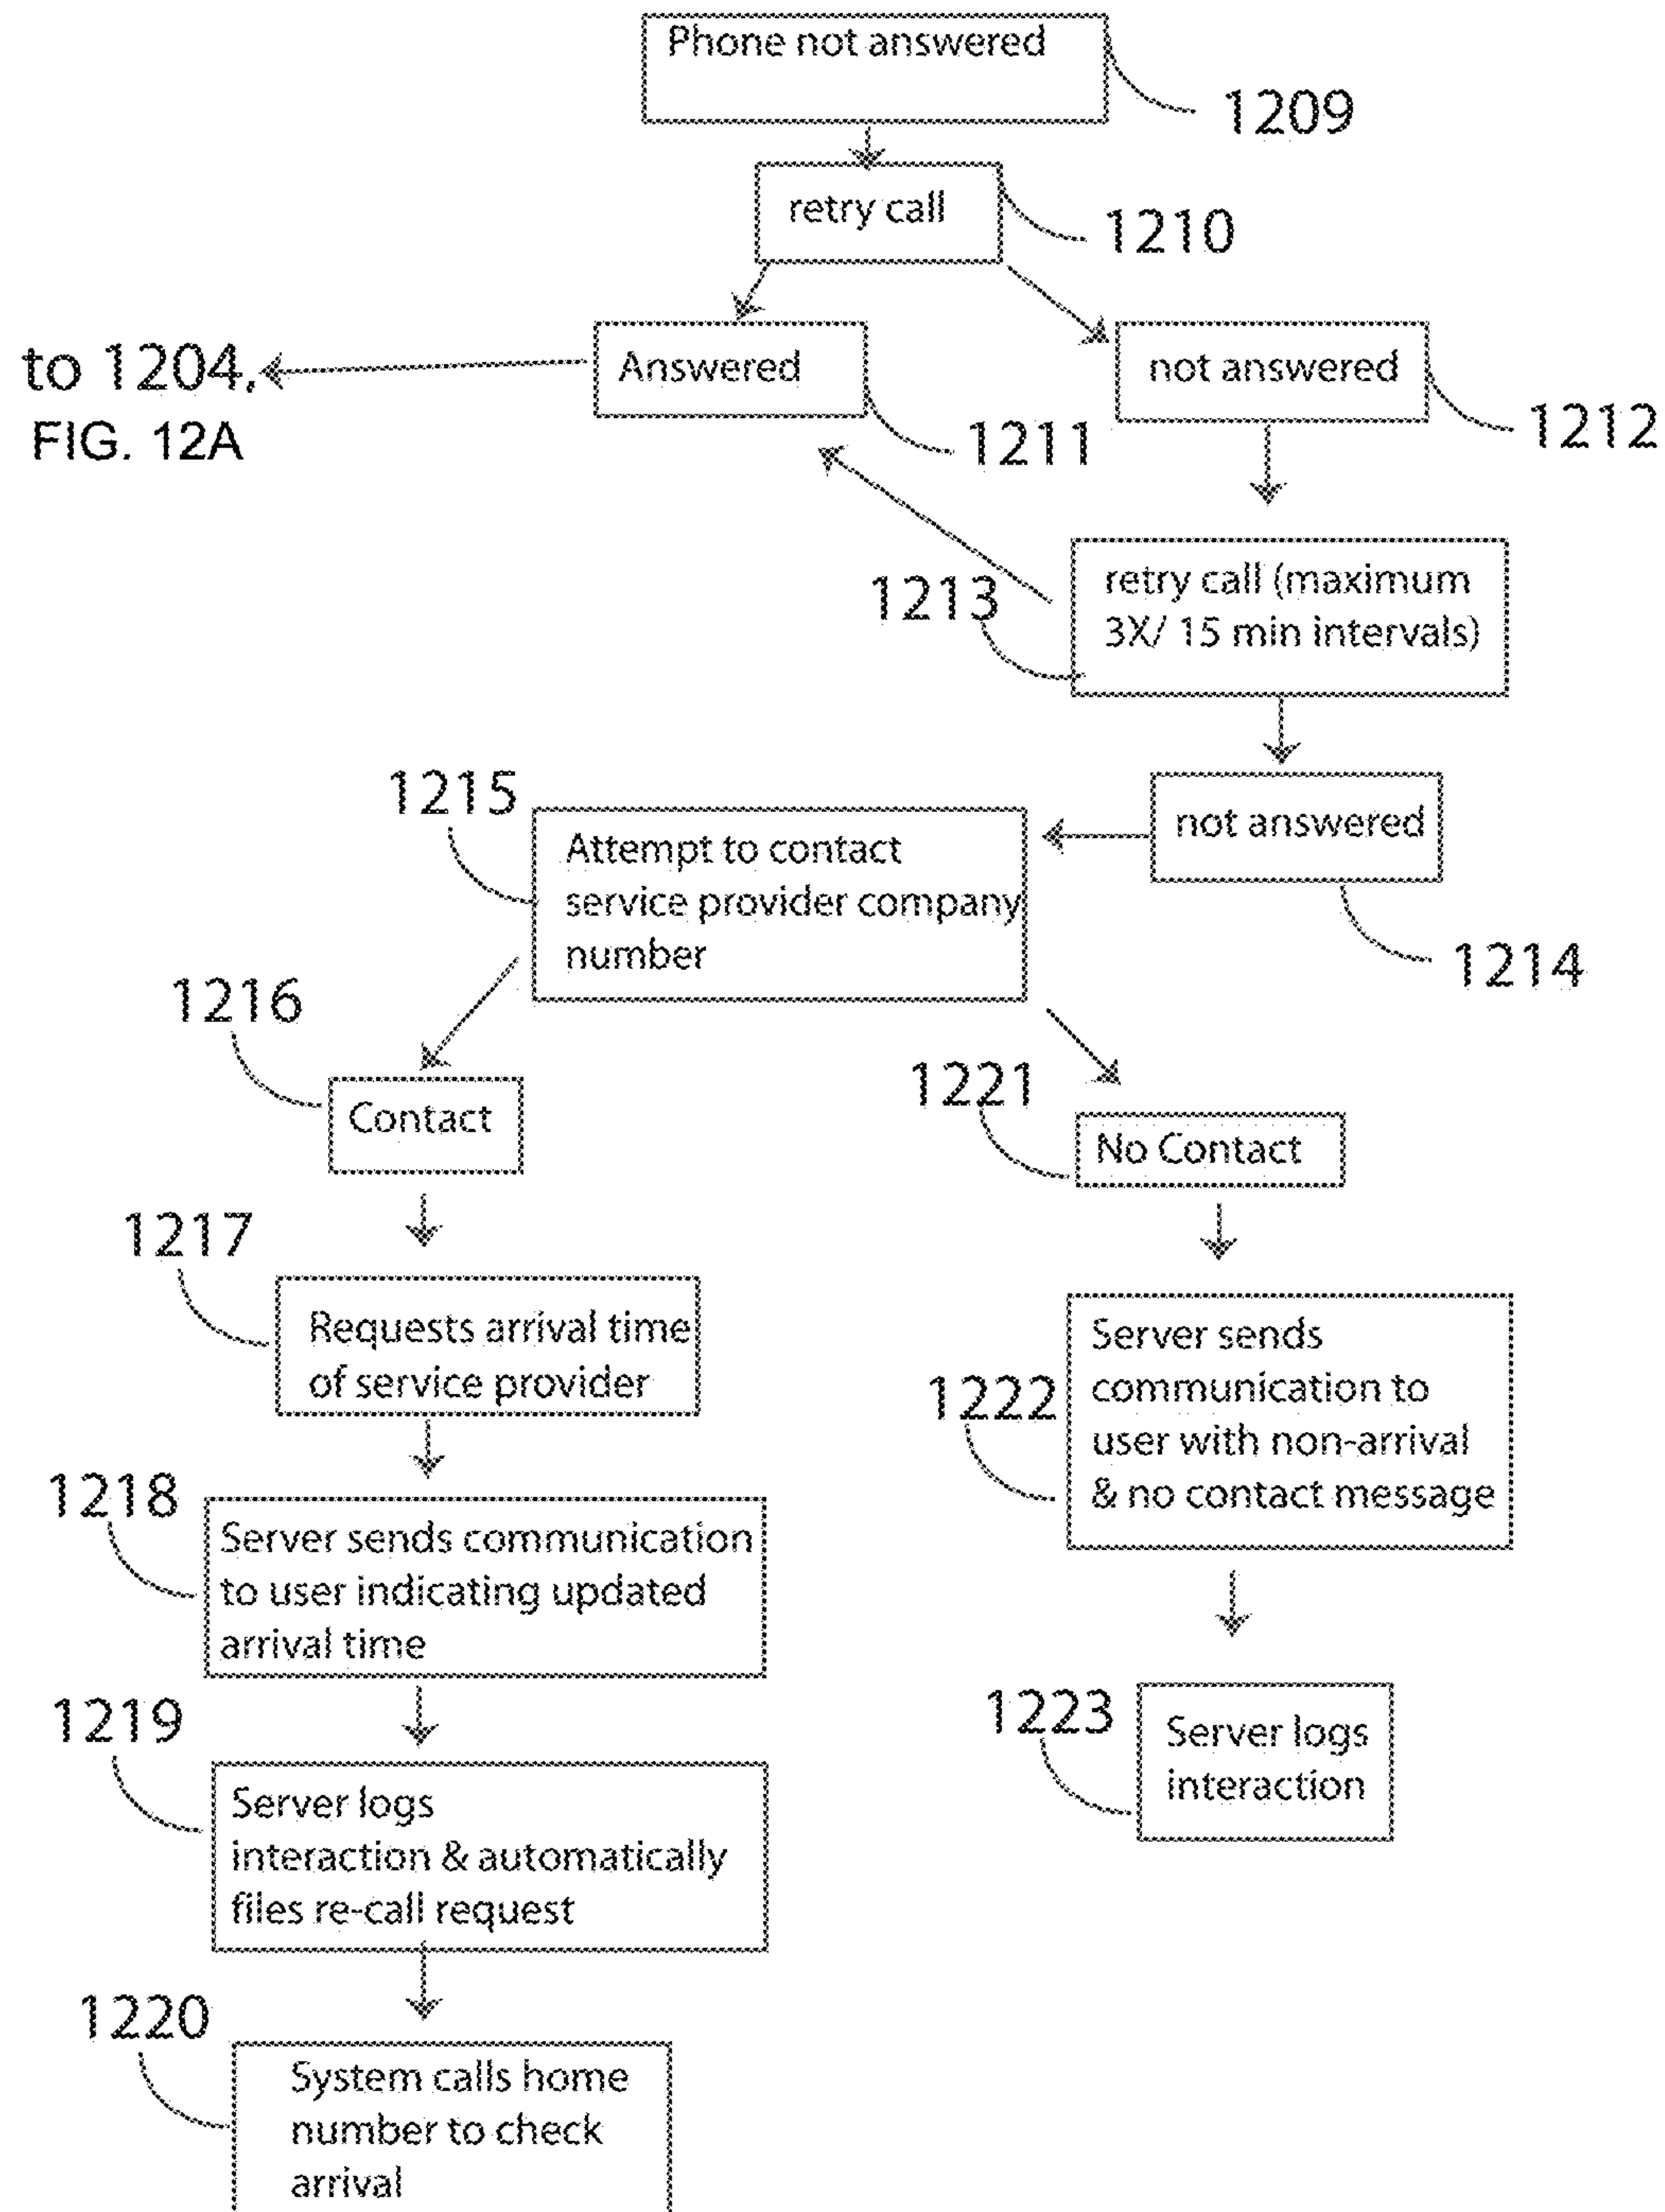 Phone not answered
1209
retry call
1210
to 1204,
FIG. 12A
Answered
1211
not answered
1212
1213
retry call (maximum
3X/ 15 min intervals)
not answered
1214
1215
Attempt to contact
service provider company
number
1216
Contact
1221
No Contact
1217
Requests arrival time
of service provider
1222
Server sends
communication to
user with non-arrival
& no contact message
1218
Server sends communication
to user indicating updated
arrival time
1223
Server logs
interaction
1219
Server logs
interaction & automatically
files re-call request
1220
System calls home
number to check
arrival